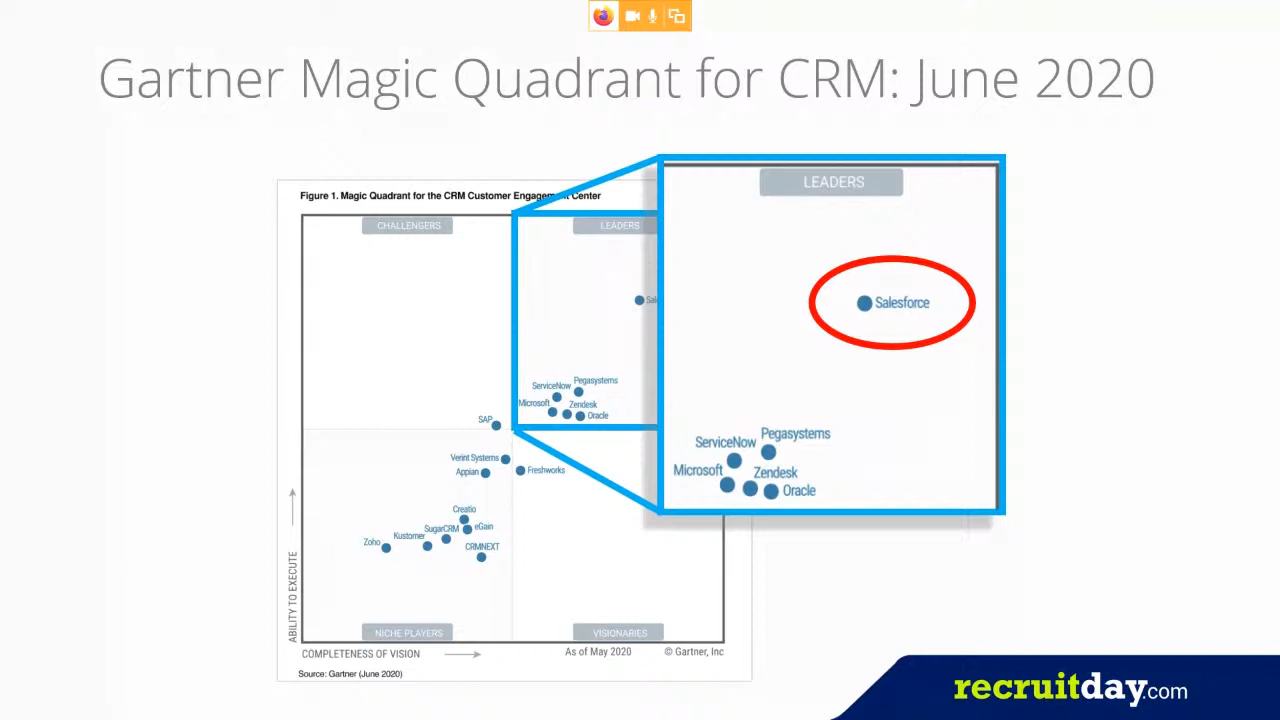 Gartner Magic Quadrant for CRM: June 2020
Figure 1. Magic Quadrant for the CRM Customer Engagement Center
CHALLENGERS
LEADERS
Sal
ServiceNow
Pegasystems
Microsoft
Zendesk
Oracle
SAP
Verint Systems
Appian
Freshworks
Creatio
SugarCRM
eGain
Kustomer
Zoho
CRMNEXT
LEADERS
Salesforce
Pegasystems
ServiceNow
Microsoft
Zendesk
Oracle
ABILITY TO EXECUTE
NICHE PLAYERS
VISIONARIES
COMPLETENESS OF VISION
As of May 2020
© Gartner, Inc
Source: Gartner (June 2020)
recruitday.com